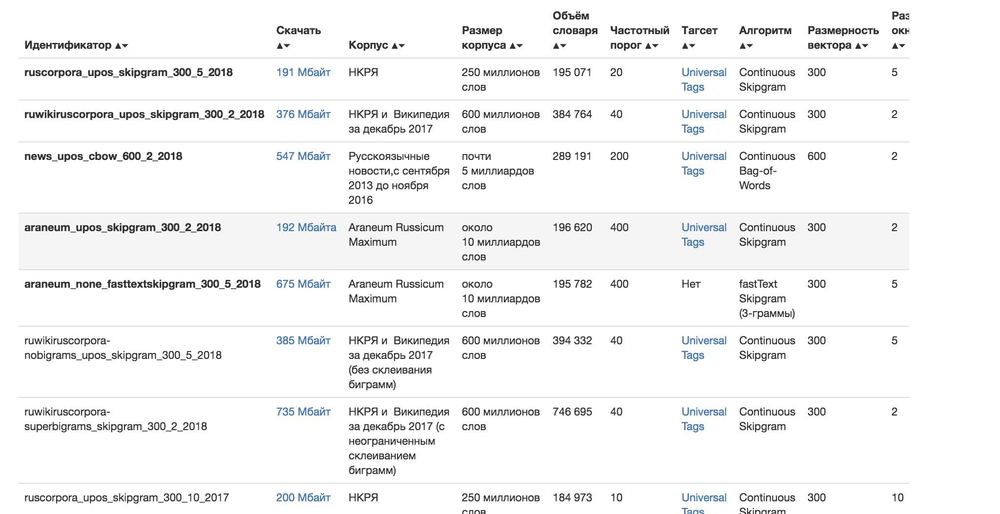 Идентификатор ▲▼
Скачать
▲▼
Корпус ▲▼
Размер
корпуса ▲▼
Объём
словаря
▲▼
Частотный
порог ▲▼
Тагсет
▲▼
Алгоритм
▲▼
Размерность
вектора ▲▼
Раз
окн
▲▼
ruscorpora_upos_skipgram_300_5_2018
191 Мбайт
НКРЯ
250 миллионов
слов
195 071
20
Universal
Tags
Continuous
Skipgram
300
5
ruwikiruscorpora_upos_skipgram_300_2_2018
376 Мбайт
НКРЯ и Википедия
за декабрь 2017
600 миллионов
слов
384 764
40
Universal
Tags
Continuous
Skipgram
300
2
news_upos_cbow_600_2_2018
547 Мбайт
Русскоязычные
новости,с сентября
2013 до ноября
2016
почти
5 миллиардов
слов
289 191
200
Universal
Tags
Continuous
Bag-of-
Words
600
2
araneum_upos_skipgram_300_2_2018
192 Мбайта
Araneum Russicum
Maximum
около
10 миллиардов
слов
196 620
400
Universal
Tags
Continuous
Skipgram
300
2
araneum_none_fasttextskipgram_300_5_2018
675 Мбайт
Araneum Russicum
Maximum
около
10 миллиардов
слов
195 782
400
Нет
fastText
Skipgram
(3-граммы)
300
5
ruwikiruscorpora-
nobigrams_upos_skipgram_300_5_2018
385 Мбайт
НКРЯ и Википедия
за декабрь 2017
(без склеивания
биграмм)
600 миллионов
слов
394 332
40
Universal
Tags
Continuous
Skipgram
300
5
ruwikiruscorpora-
superbigrams_skipgram_300_2_2018
735 Мбайт
НКРЯ и Википедия
за декабрь 2017 (с
неограниченным
склеиванием
биграмм)
600 миллионов
слов
746 695
40
Universal
Tags
Continuous
Skipgram
300
2
ruscorpora_upos_skipgram_300_10_2017
200 Мбайт
НКРЯ
250 миллионов
слов
184 973
10
Universal
Tags
Continuous
Skipgram
300
10